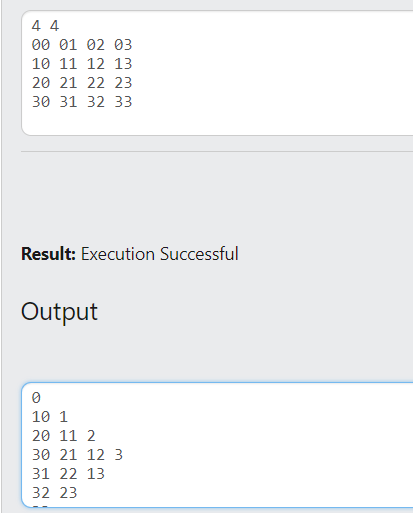 4 4
00 01 02 03
10 11 12 13
20 21 22 23
30 31 32 33
Result: Execution Successful
Output
0
10 1
20 11 2
30 21 12 3
31 22 13
32 23